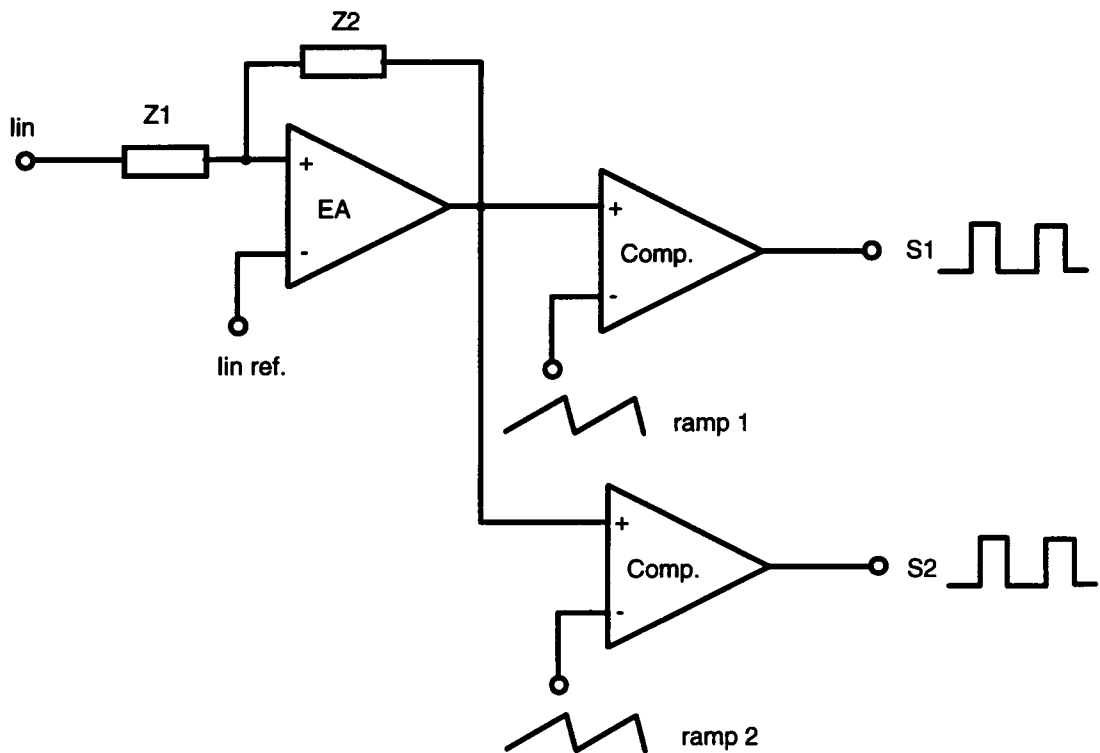 Z2
Z1
Iin
+
EA
-
Iin ref.
+
Comp.
-
S1
ramp 1
+
Comp.
-
S2
ramp 2